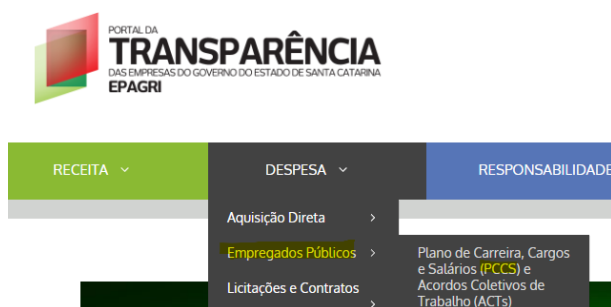 PORTAL DA
TRANSPARÊNCIA
DAS EMPRESAS DO GOVERNO DO ESTADO DE SANTA CATARINA
EPAGRI
RECEITA
DESPESA
RESPONSABILIDADE
Aquisição Direta
Empregados Públicos
Licitações e Contratos
Plano de Carreira, Cargos
e Salários (PCCS) e
Acordos Coletivos de
Trabalho (ACTs)